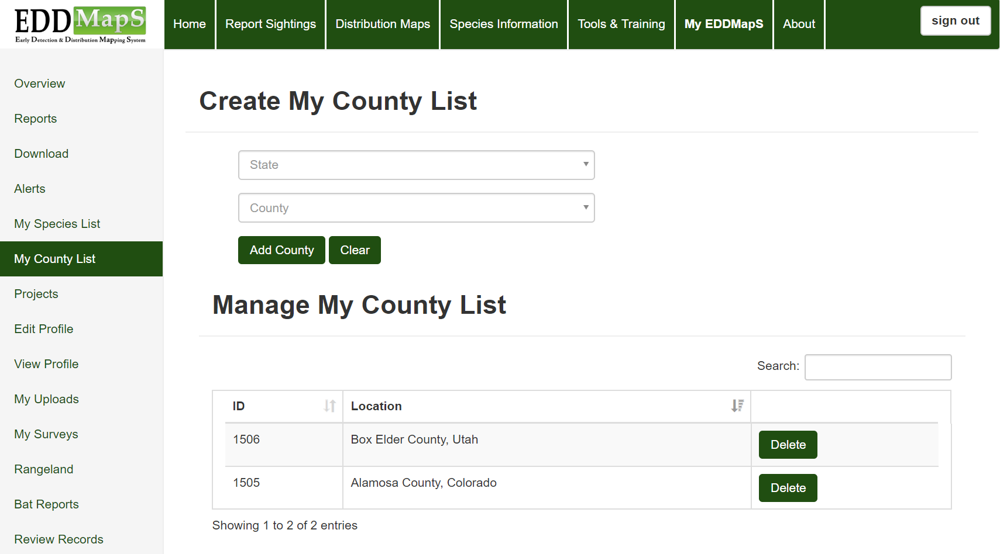 EDDMapS
Early Detection & Distribution Mapping System
Home
Report Sightings
Distribution Maps
Species Information
Tools & Training
My EDDMapS
About
sign out
Overview
Reports
Download
Alerts
My Species List
My County List
Projects
Edit Profile
View Profile
My Uploads
My Surveys
Rangeland
Bat Reports
Review Records
Create My County List
State
County
Add County
Clear
Manage My County List
Search:
ID Location
1506 Box Elder County, Utah Delete
1505 Alamosa County, Colorado Delete
Showing 1 to 2 of 2 entries